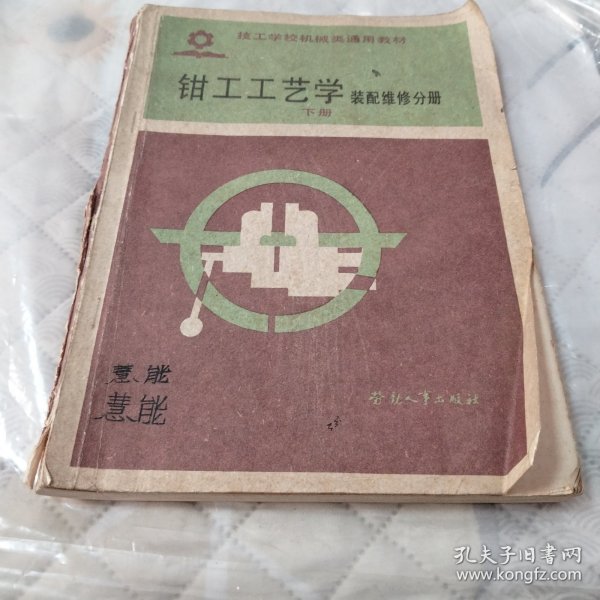 技工学校机械类通用教材
钳工工艺学 装配维修分册
下册
慧能
慧能
劳动人事出版社
孔夫子旧书网
www.kongfz.com